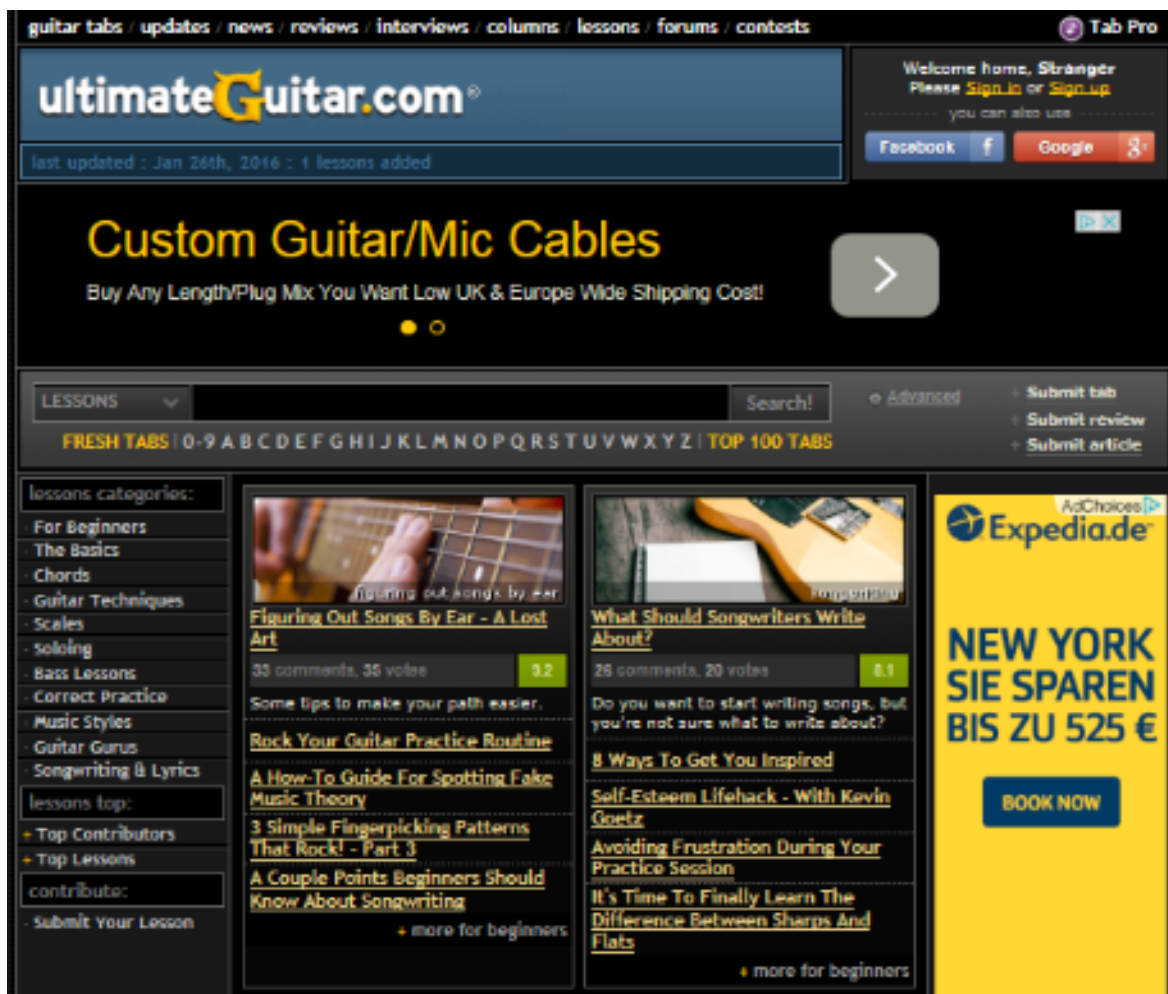 guitar tabs / updates / news / reviews / interviews / columns / lessons / forums / contests
Tab Pro
ultimateGuitar.com®
Welcome home, Stranger
Please Sign in or Sign up
you can also use
Facebook f
Google g+
last updated : Jan 26th, 2016 : 1 lessons added
Custom Guitar/Mic Cables
Buy Any Length/Plug Mix You Want Low UK & Europe Wide Shipping Cost!
LESSONS
Search!
Advanced
+ Submit tab
+ Submit review
+ Submit article
FRESH TABS | 0-9 A B C D E F G H I J K L M N O P Q R S T U V W X Y Z | TOP 100 TABS
lessons categories:
· For Beginners
· The Basics
· Chords
· Guitar Techniques
· Scales
· Soloing
· Bass Lessons
· Correct Practice
· Music Styles
· Guitar Gurus
· Songwriting & Lyrics
lessons top:
+ Top Contributors
+ Top Lessons
contribute:
· Submit Your Lesson
figuring out songs by ear
Figuring Out Songs By Ear - A Lost
Art
33 comments, 35 votes
Some tips to make your path easier.
Rock Your Guitar Practice Routine
A How-To Guide For Spotting Fake
Music Theory
3 Simple Fingerpicking Patterns
That Rock! - Part 3
A Couple Points Beginners Should
Know About Songwriting
+ more for beginners
songwriting
What Should Songwriters Write
About?
26 comments, 20 votes
8.1
Do you want to start writing songs, but
you're not sure what to write about?
8 Ways To Get You Inspired
Self-Esteem Lifehack - With Kevin
Goetz
Avoiding Frustration During Your
Practice Session
It's Time To Finally Learn The
Difference Between Sharps And
Flats
+ more for beginners
AdChoices
Expedia.de
NEW YORK
SIE SPAREN
BIS ZU 525 €
BOOK NOW